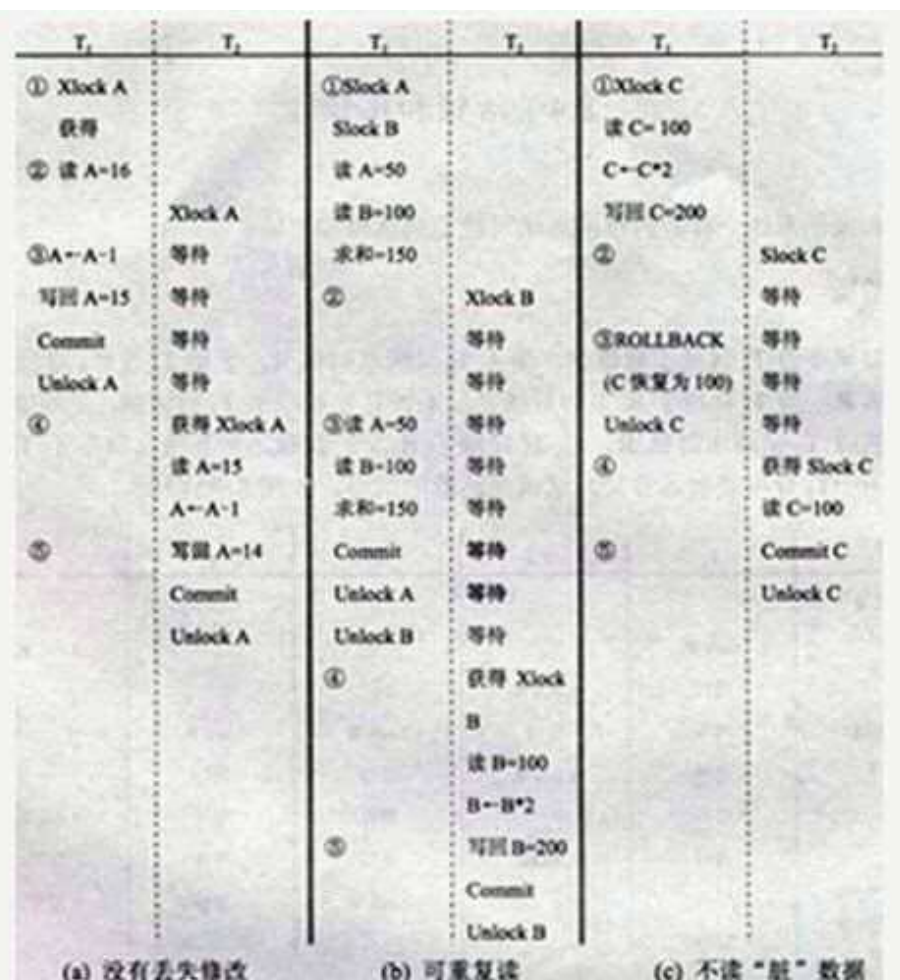 T₁ T₂ T₁ T₂ T₁ T₂
① Xlock A ①Slock A ①Xlock C
获得 Slock B 读 C= 100
② 读 A=16 读 A=50 C←C*2
Xlock A 读 B=100 写回 C=200
③A←A-1 等待 求和=150 ② Slock C
写回 A=15 等待 ② Xlock B 等待
Commit 等待 等待 ③ROLLBACK 等待
Unlock A 等待 等待 (C 恢复为 100) 等待
④ 获得 Xlock A ③读 A=50 等待 Unlock C 等待
读 A=15 读 B=100 等待 ④ 获得 Slock C
A←A-1 求和=150 等待 读 C=100
⑤ 写回 A=14 Commit 等待 ⑤ Commit C
Commit Unlock A 等待 Unlock C
Unlock A Unlock B 等待
④ 获得 Xlock
B
读 B=100
B←B*2
⑤ 写回 B=200
Commit
Unlock B
(a) 没有丢失修改 (b) 可重复读 (c) 不读“脏”数据